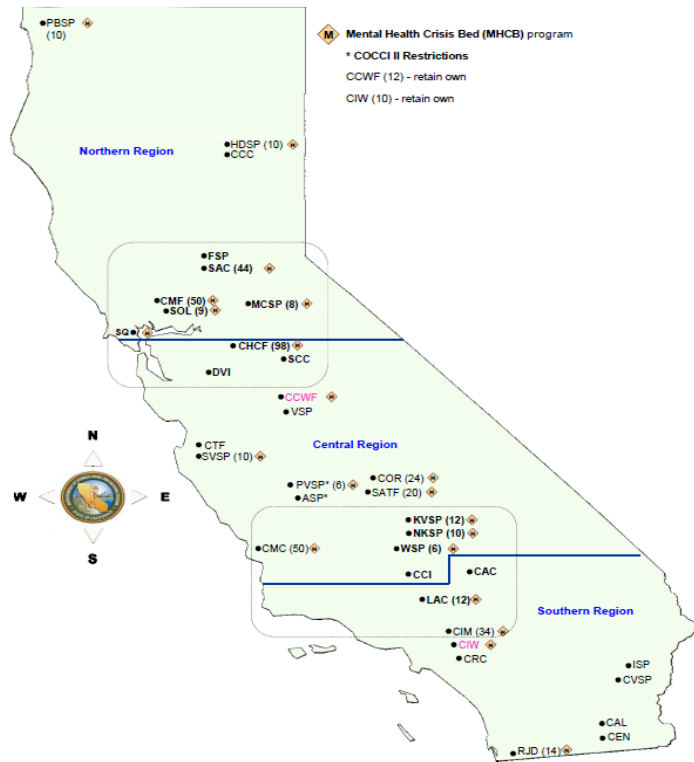 PBSP
(10)
M Mental Health Crisis Bed (MHCB) program
* COCCI II Restrictions
CCWF (12) - retain own
CIW (10) - retain own
Northern Region
HDSP (10)
CCC
FSP
SAC (44)
CMF (50)
SOL (9)
MCSP (8)
SQ
CHCF (98)
SCC
DVI
CCWF
VSP
CTF
SVSP (10)
Central Region
PVSP* (6)
ASP*
COR (24)
SATF (20)
N
W E
S
KVSP (12)
NKSP (10)
CMC (50)
WSP (6)
CCI
CAC
LAC (12)
Southern Region
CIM (34)
CIW
CRC
ISP
CVSP
CAL
CEN
RJD (14)